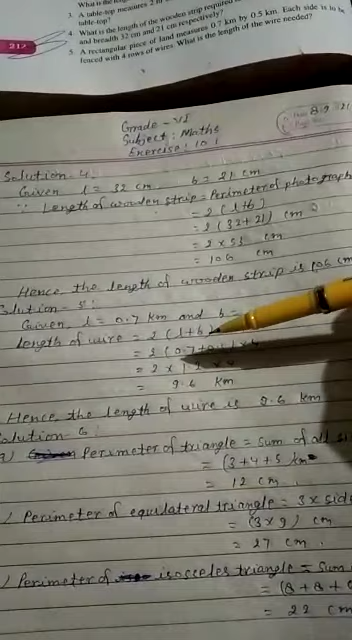 What is the
3. A table-top measures 2
table-top?
4. What is the length of the wooden strip required
and breadth 32 cm and 21 cm respectively?
5. A rectangular piece of land measures 0.7 km by 0.5 km. Each side is to be
fenced with 4 rows of wires. What is the length of the wire needed?
212
Grade - VI
Subject : Maths
Exercise : 10.1
Solution 4.
Given l = 32 cm b = 21 cm
∵ Length of wooden strip = Perimeter of photograph
= 2 (l+b)
= 2 (32+21) cm
= 2 x 53 cm
= 106 cm
Hence the length of wooden strip is 106 cm
Solution - 5.
Given, l = 0.7 km and b =
Length of wire = 2 (l+b)
= 2 (0.7+0.5) x 4
= 2 x 1.2 x 4
= 9.6 km
Hence the length of wire is 9.6 km
Solution - 6.
a) Perimeter of triangle = Sum of all si
= (3+4+5)
= 12 cm
) Perimeter of equilateral triangle = 3 x side
= (3 x 9) cm
= 27 cm.
) Perimeter of isosceles triangle = Sum
= (8 + 8 +
= 22 cm